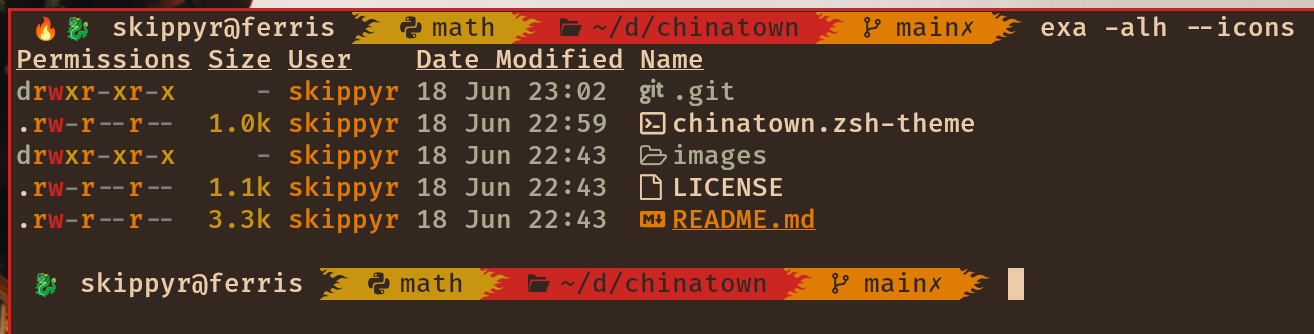 🔥🐉 skippyr@ferris math ~/d/chinatown main✗ exa -alh --icons
Permissions Size User Date Modified Name
drwxr-xr-x - skippyr 18 Jun 23:02 git .git
.rw-r--r-- 1.0k skippyr 18 Jun 22:59 chinatown.zsh-theme
drwxr-xr-x - skippyr 18 Jun 22:43 images
.rw-r--r-- 1.1k skippyr 18 Jun 22:43 LICENSE
.rw-r--r-- 3.3k skippyr 18 Jun 22:43 README.md
🐉 skippyr@ferris math ~/d/chinatown main✗